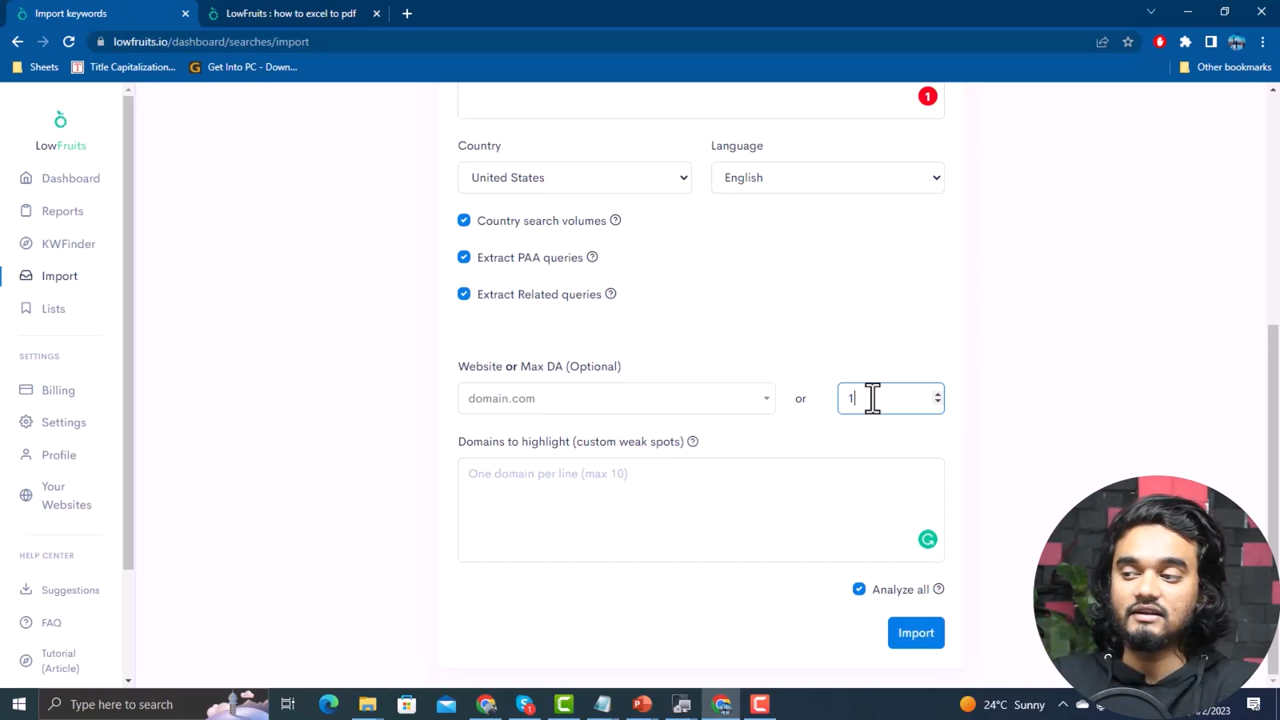 Import keywords
LowFruits : how to excel to pdf
lowfruits.io/dashboard/searches/import
Sheets
Title Capitalization...
Get Into PC - Down...
Other bookmarks
LowFruits
Dashboard
Reports
KWFinder
Import
Lists
SETTINGS
Billing
Settings
Profile
Your
Websites
HELP CENTER
Suggestions
FAQ
Tutorial
(Article)
1
Country
Language
United States
English
Country search volumes
Extract PAA queries
Extract Related queries
Website or Max DA (Optional)
domain.com
or
1
Domains to highlight (custom weak spots)
One domain per line (max 10)
Analyze all
Import
Type here to search
24°C Sunny
/2023